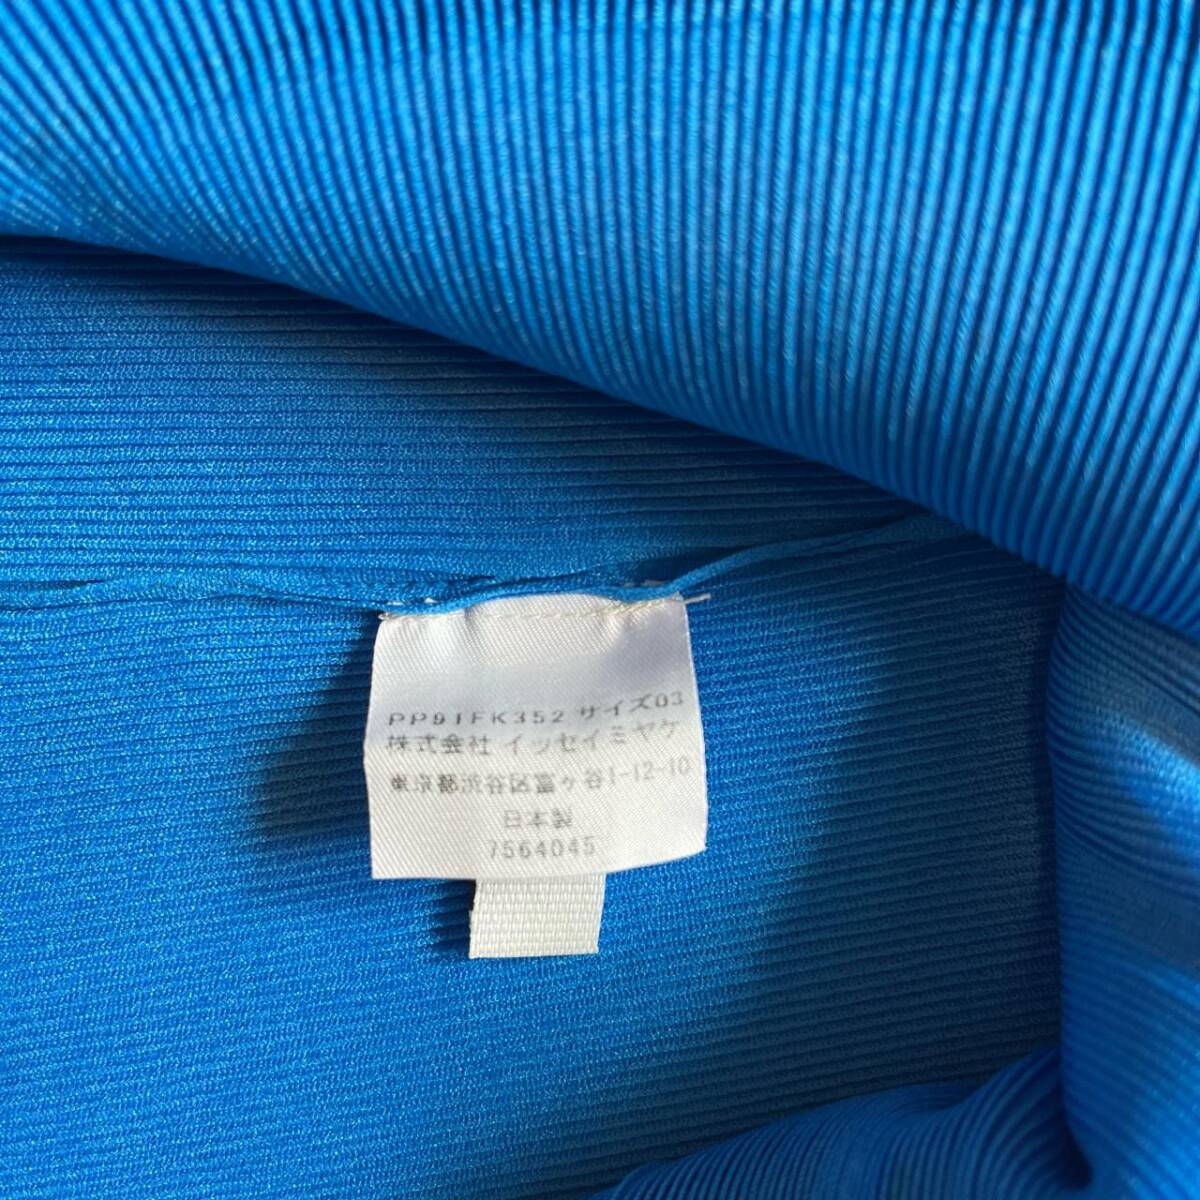 PP91FK352 サイズ03
株式会社 イッセイミヤケ
東京都渋谷区富ヶ谷1-12-10
日本製
7564045